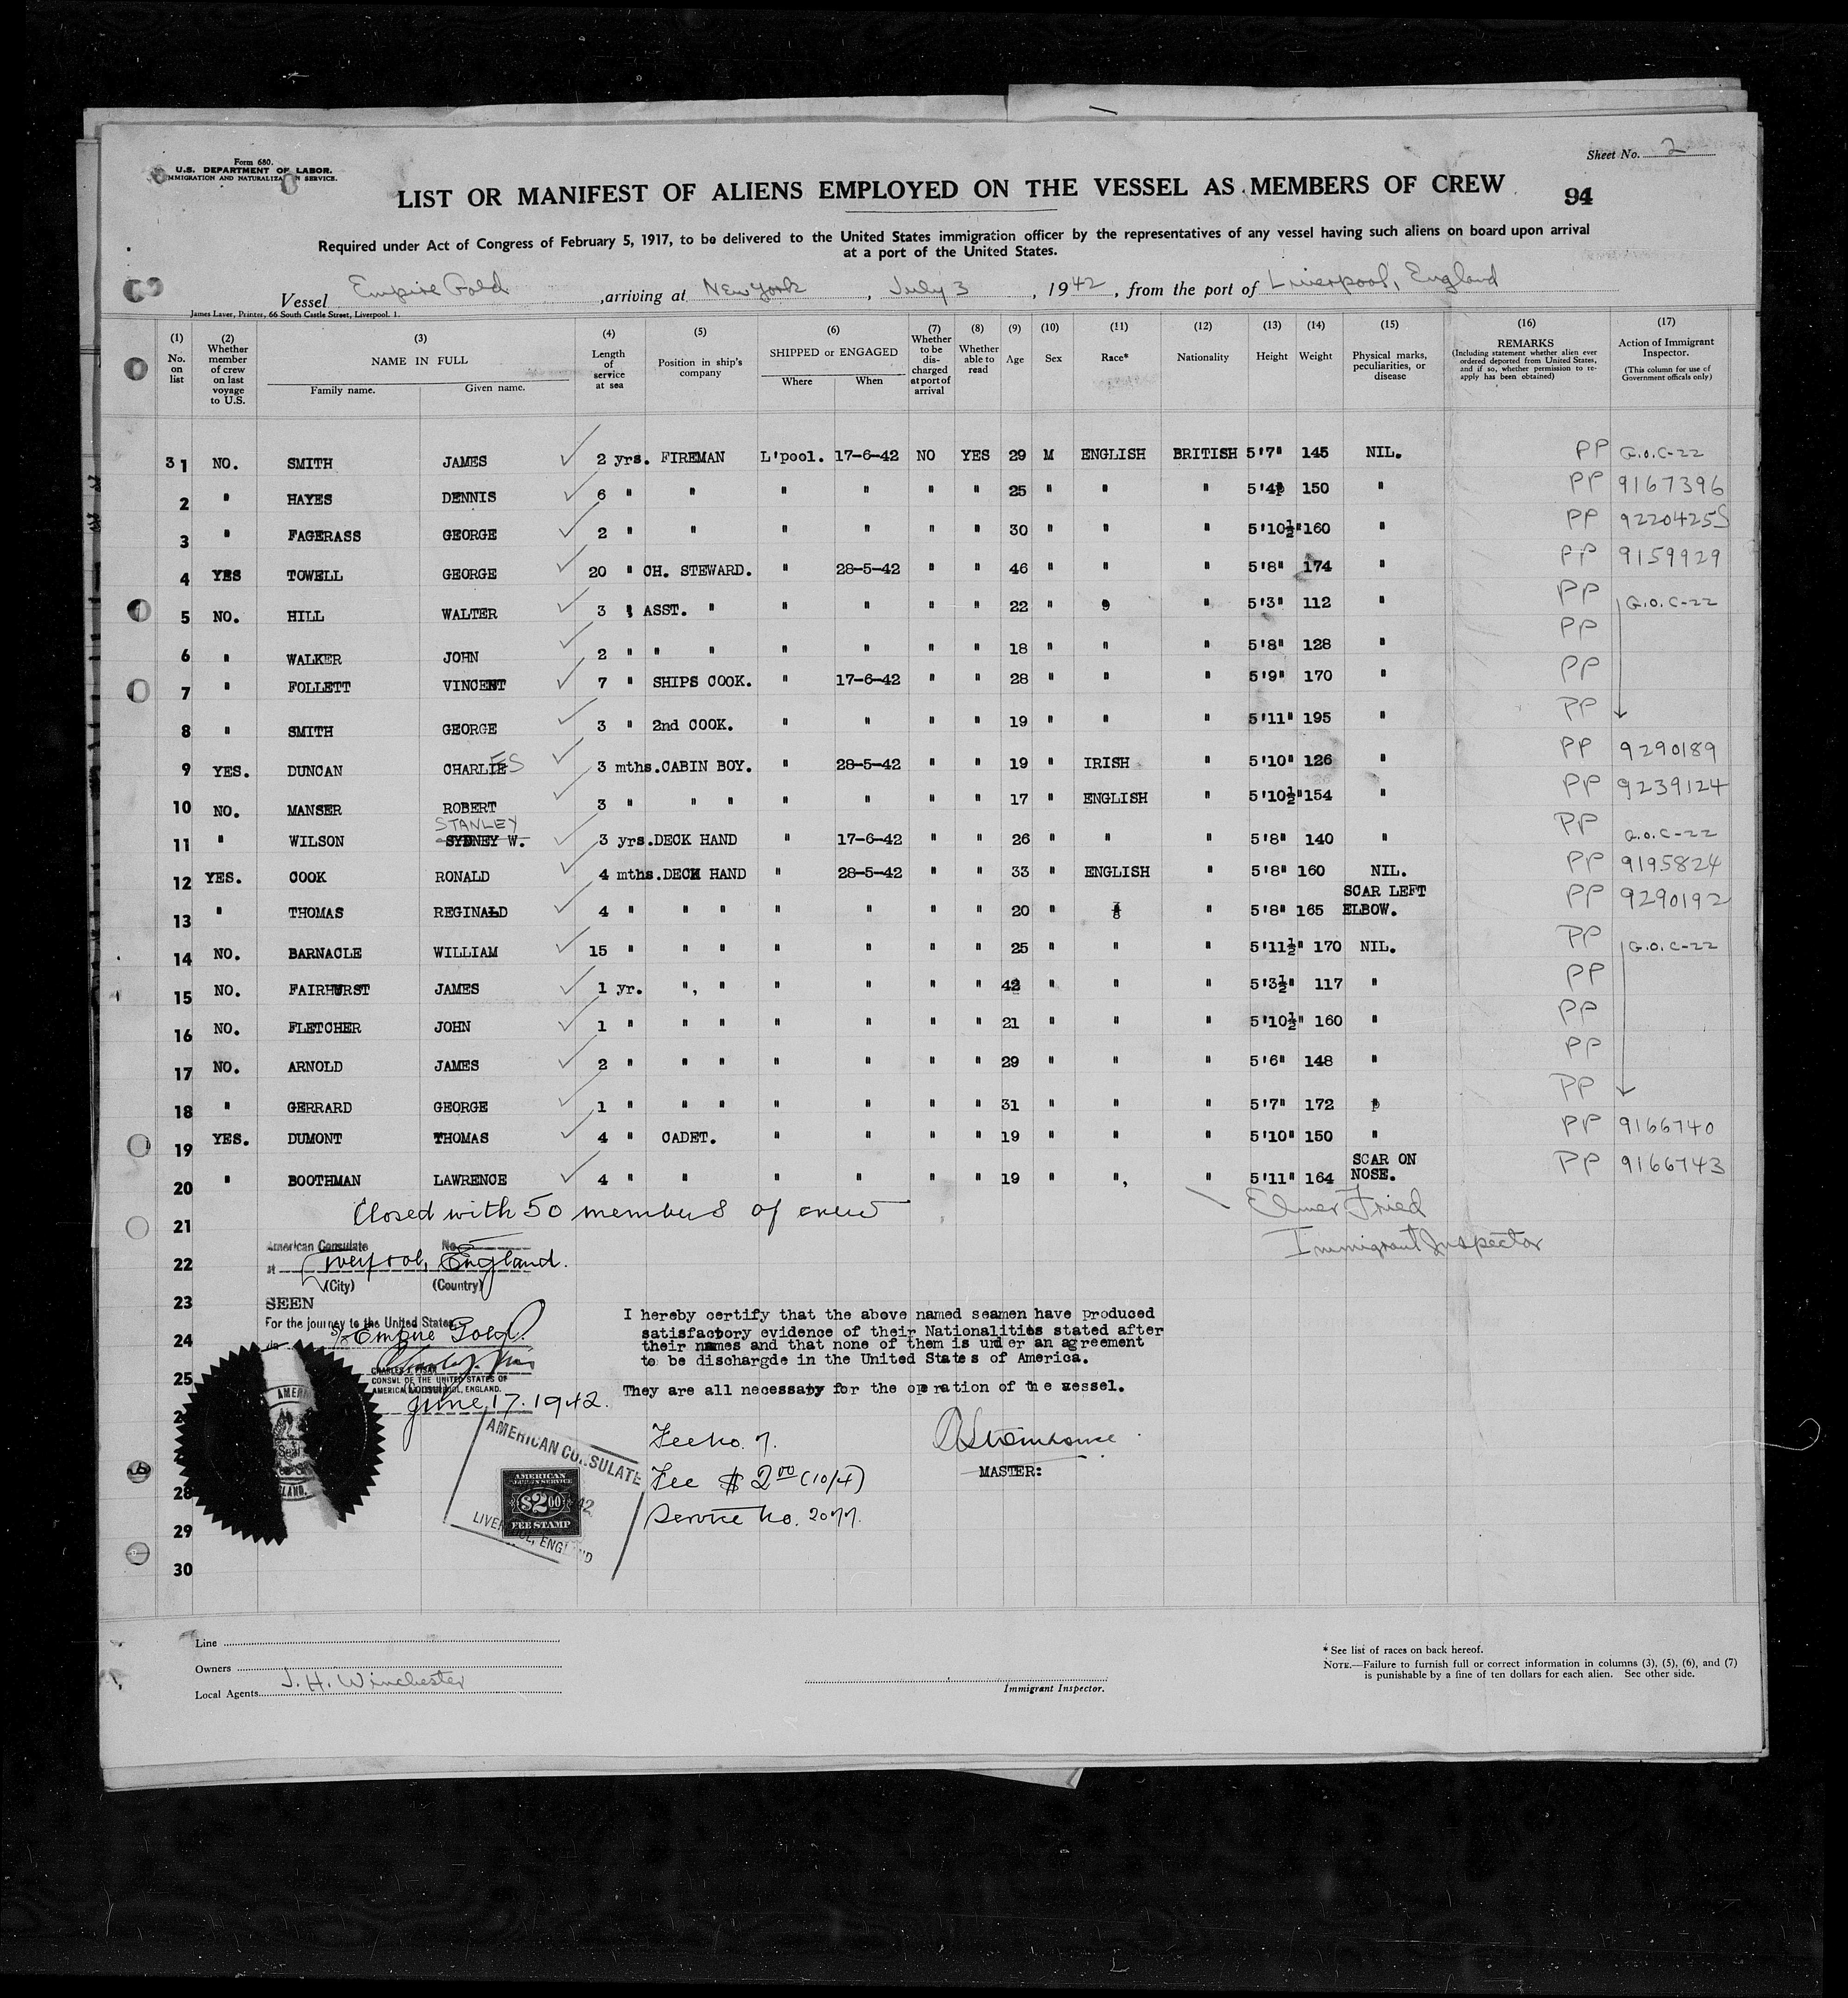 Form 680.
U.S. DEPARTMENT OF LABOR.
IMMIGRATION AND NATURALIZATION SERVICE.
Sheet No. 2
LIST OR MANIFEST OF ALIENS EMPLOYED ON THE VESSEL AS MEMBERS OF CREW
94
Required under Act of Congress of February 5, 1917, to be delivered to the United States immigration officer by the representatives of any vessel having such aliens on board upon arrival
at a port of the United States.
Vessel Empire Gold, arriving at New York, July 3, 1942, from the port of Liverpool, England
James Laver, Printer, 66 South Castle Street, Liverpool. 1.
(1) No. on list
(2) Whether member of crew on last voyage to U.S.
(3) NAME IN FULL
Family name. Given name.
(4) Length of service at sea
(5) Position in ship's company
(6) SHIPPED or ENGAGED
Where When
(7) Whether to be discharged at port of arrival
(8) Whether able to read
(9) Age
(10) Sex
(11) Race*
(12) Nationality
(13) Height
(14) Weight
(15) Physical marks, peculiarities, or disease
(16) REMARKS
(Including statement whether alien ever ordered deported from United States, and if so, whether permission to re-apply has been obtained)
(17) Action of Immigrant Inspector.
(This column for use of Government officals only)
31 NO. SMITH JAMES 2 yrs. FIREMAN L'pool. 17-6-42 NO YES 29 M ENGLISH BRITISH 5'7" 145 NIL. PP G.O.C-22
2 " HAYES DENNIS 6 " " " " " " 25 " " " 5'4" 150 " PP 9167396
3 " FAGERASS GEORGE 2 " " " " " " 30 " " " 5'10½" 160 " PP 9220425S
4 YES TOWELL GEORGE 20 " CH. STEWARD. " 28-5-42 " " 46 " " " 5'8" 174 " PP 9159929
5 NO. HILL WALTER 3 " ASST. " " " " " 22 " " " 5'3" 112 " PP G.O.C-22
6 " WALKER JOHN 2 " " " " " " " 18 " " " 5'8" 128 " PP
7 " FOLLETT VINCENT 7 " SHIPS COOK. " 17-6-42 " " 28 " " " 5'9" 170 " PP
8 " SMITH GEORGE 3 " 2nd COOK. " " " " 19 " " " 5'11" 195 " PP
9 YES. DUNCAN CHARLIES 3 mths. CABIN BOY. " 28-5-42 " " 19 " IRISH " 5'10" 126 " PP 9290189
10 NO. MANSER ROBERT 3 " " " " " " " 17 " ENGLISH " 5'10½" 154 " PP 9239124
STANLEY
11 " WILSON SYDNEY W. 3 yrs. DECK HAND " 17-6-42 " " 26 " " " 5'8" 140 " PP G.O.C-22
12 YES. COOK RONALD 4 mths. DECK HAND " 28-5-42 " " 33 " ENGLISH " 5'8" 160 NIL. PP 9195824
13 " THOMAS REGINALD 4 " " " " " " " 20 " " " 5'8" 165 SCAR LEFT ELBOW. PP 9290192
14 NO. BARNACLE WILLIAM 15 " " " " " " " 25 " " " 5'11½" 170 NIL. PP G.O.C-22
15 NO. FAIRHURST JAMES 1 yr. ", " " " " " 42 " " " 5'3½" 117 " PP
16 NO. FLETCHER JOHN 1 " " " " " " " 21 " " " 5'10½" 160 " PP
17 NO. ARNOLD JAMES 2 " " " " " " " 29 " " " 5'6" 148 " PP
18 " GERRARD GEORGE 1 " " " " " " " 31 " " " 5'7" 172 " PP
19 YES. DUMONT THOMAS 4 " CADET. " " " " 19 " " " 5'10" 150 " PP 9166740
20 " BOOTHMAN LAWRENCE 4 " " " " " " 19 " ", " 5'11" 164 SCAR ON NOSE. PP 9166743
21 Closed with 50 members of crew
Elmer Fried
Immigrant Inspector
American Consulate No.
22 at Liverpool, England.
(City) (Country)
23 SEEN
For the journey to the United States
24 S/S Empire Gold.
25
CONSUL OF THE UNITED STATES OF
AMERICA LIVERPOOL, ENGLAND.
June 17. 1942.
I hereby certify that the above named seamen have produced
satisfactory evidence of their Nationalities stated after
their names and that none of them is under an agreement
to be dischargde in the United States of America.
They are all necessary for the operation of the vessel.
MASTER:
Fee No. 7.
Fee $2.00 (10/4)
Service No. 2077.
AMERICAN CONSULATE
LIVERPOOL, ENGLAND
AMERICAN
$2.00
FEE STAMP
28
29
30
Line
Owners
Local Agents J. H. Winchester
Immigrant Inspector.
* See list of races on back hereof.
NOTE.—Failure to furnish full or correct information in columns (3), (5), (6), and (7)
is punishable by a fine of ten dollars for each alien. See other side.